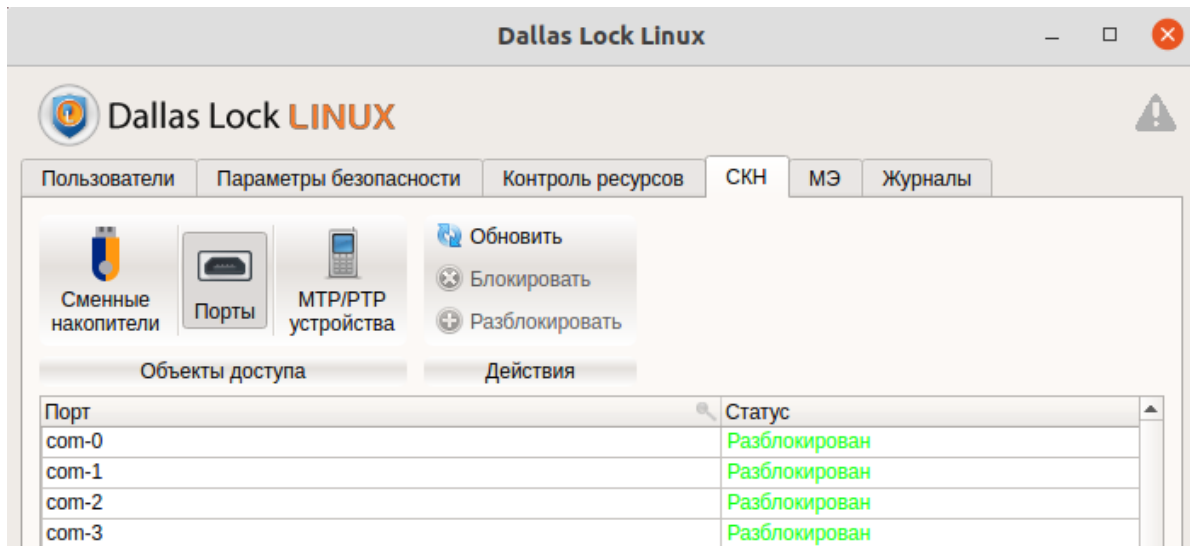 Dallas Lock Linux
Dallas Lock LINUX
Пользователи Параметры безопасности Контроль ресурсов СКН МЭ Журналы
Сменные накопители
Порты
MTP/PTP устройства
Объекты доступа
Обновить
Блокировать
Разблокировать
Действия
Порт Статус
com-0 Разблокирован
com-1 Разблокирован
com-2 Разблокирован
com-3 Разблокирован